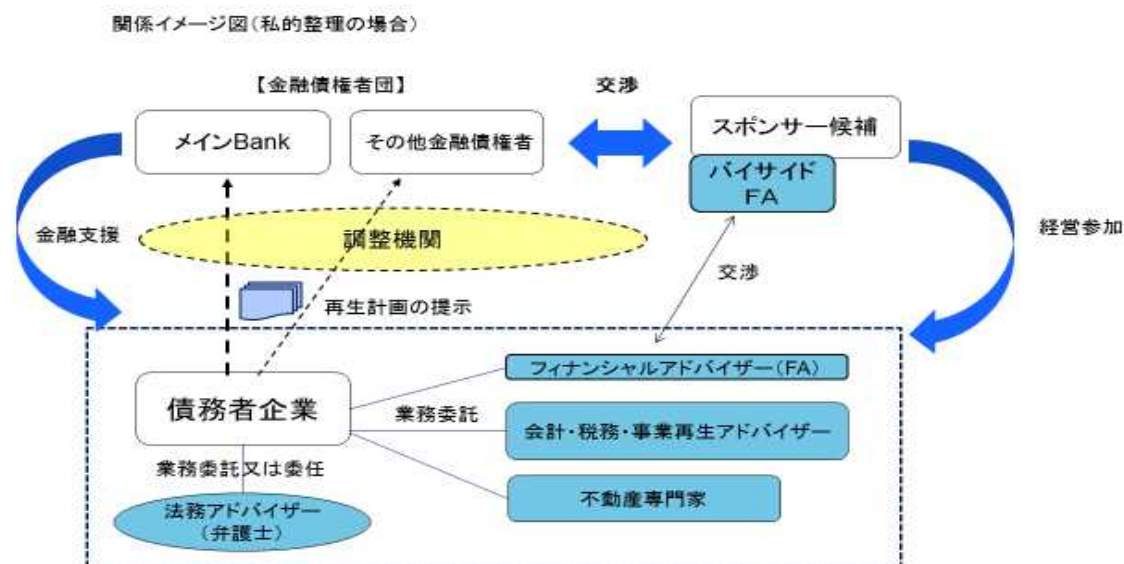 関係イメージ図(私的整理の場合)
【金融債権者団】
交渉
メインBank
その他金融債権者
スポンサー候補
バイサイド
FA
金融支援
調整機関
経営参加
交渉
再生計画の提示
フィナンシャルアドバイザー(FA)
債務者企業
業務委託
会計・税務・事業再生アドバイザー
業務委託又は委任
不動産専門家
法務アドバイザー
(弁護士)